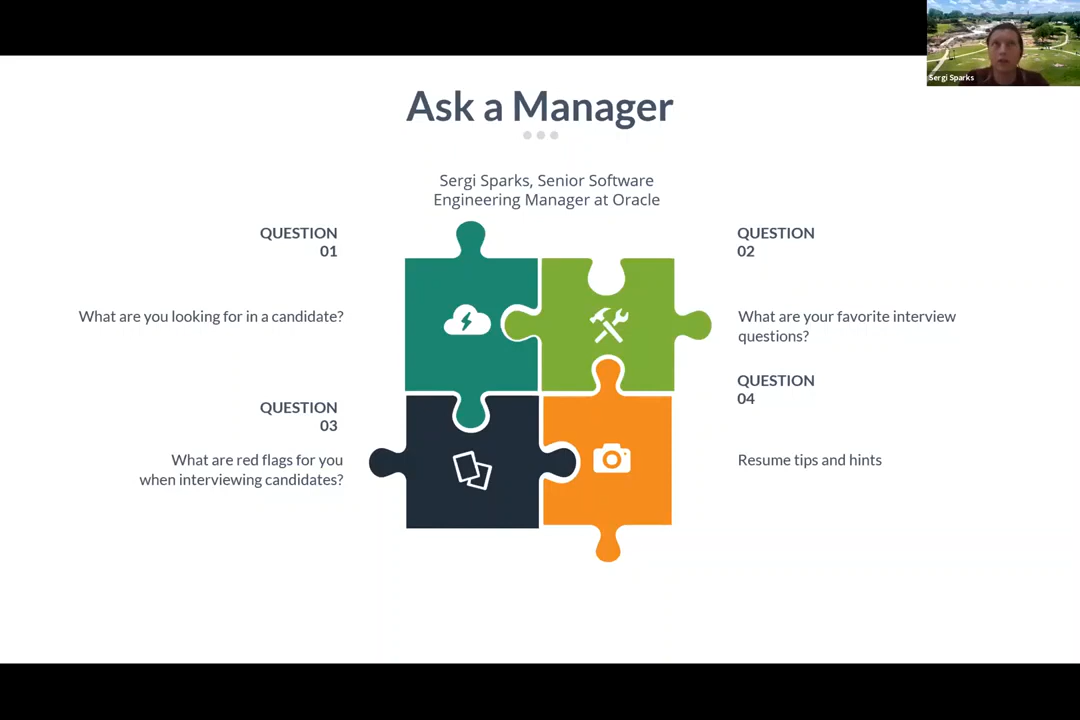 Sergi Sparks
Ask a Manager
Sergi Sparks, Senior Software
Engineering Manager at Oracle
QUESTION
01
What are you looking for in a candidate?
QUESTION
02
What are your favorite interview
questions?
QUESTION
03
What are red flags for you
when interviewing candidates?
QUESTION
04
Resume tips and hints